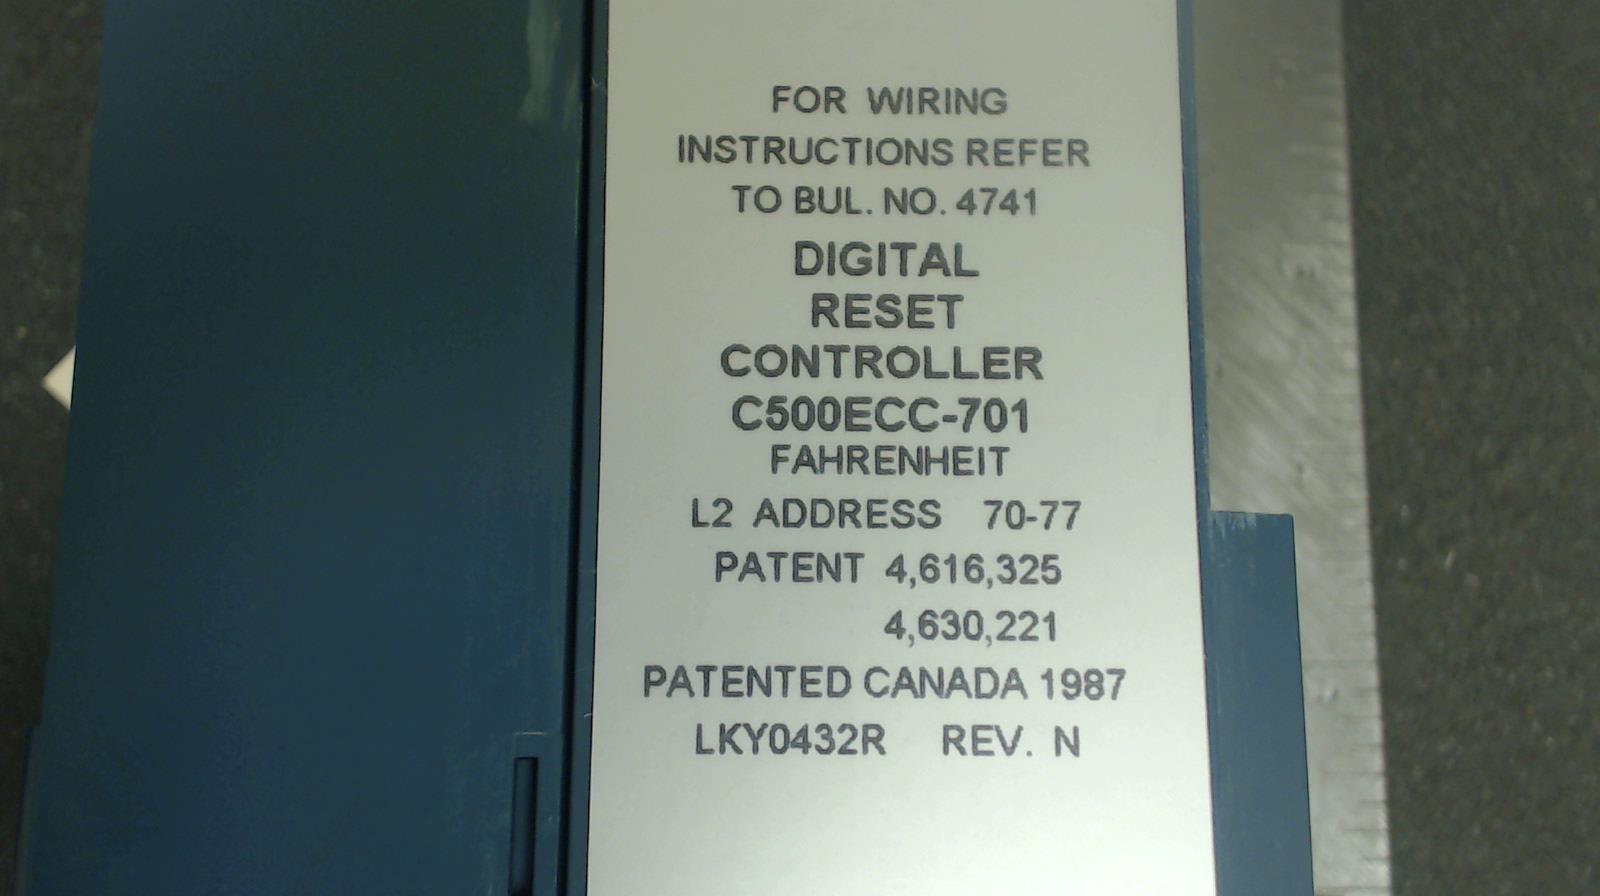 FOR WIRING
INSTRUCTIONS REFER
TO BUL. NO. 4741
DIGITAL
RESET
CONTROLLER
C500ECC-701
FAHRENHEIT
L2 ADDRESS 70-77
PATENT 4,616,325
4,630,221
PATENTED CANADA 1987
LKY0432R REV. N